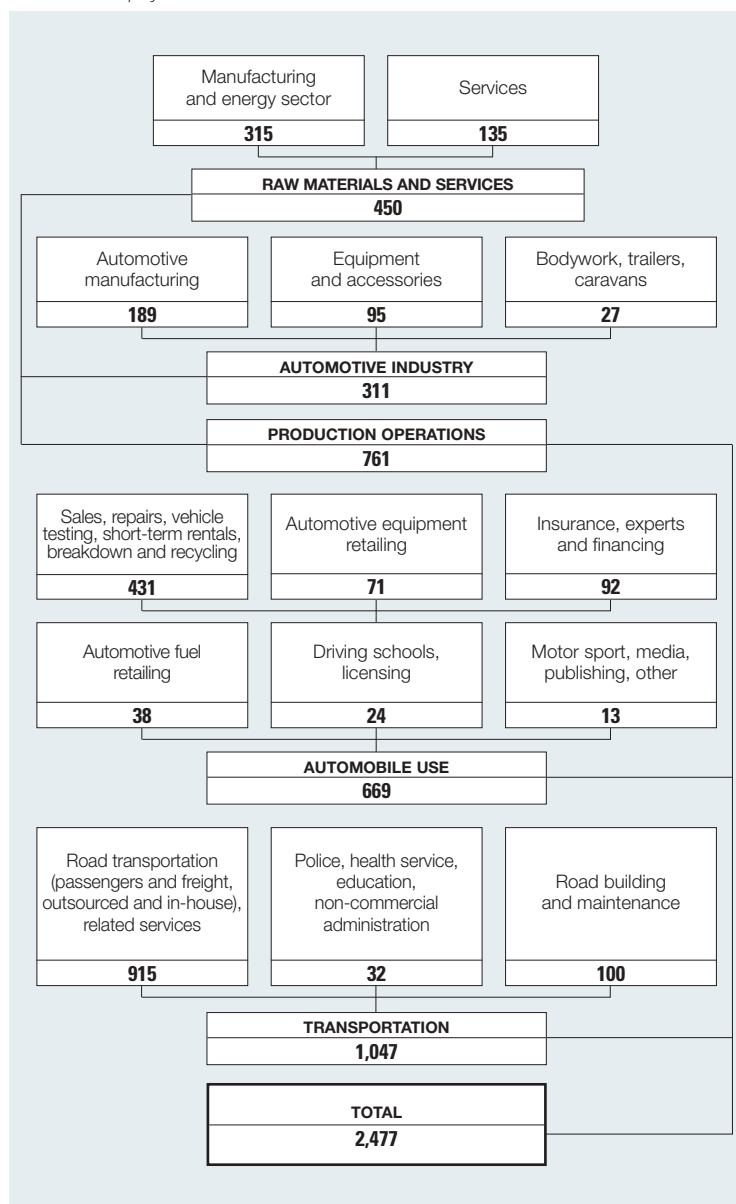 Manufacturing
and energy sector
315
Services
135
RAW MATERIALS AND SERVICES
450
Automotive
manufacturing
189
Equipment
and accessories
95
Bodywork, trailers,
caravans
27
AUTOMOTIVE INDUSTRY
311
PRODUCTION OPERATIONS
761
Sales, repairs, vehicle
testing, short-term rentals,
breakdown and recycling
431
Automotive equipment
retailing
71
Insurance, experts
and financing
92
Automotive fuel
retailing
38
Driving schools,
licensing
24
Motor sport, media,
publishing, other
13
AUTOMOBILE USE
669
Road transportation
(passengers and freight,
outsourced and in-house),
related services
915
Police, health service,
education,
non-commercial
administration
32
Road building
and maintenance
100
TRANSPORTATION
1,047
TOTAL
2,477